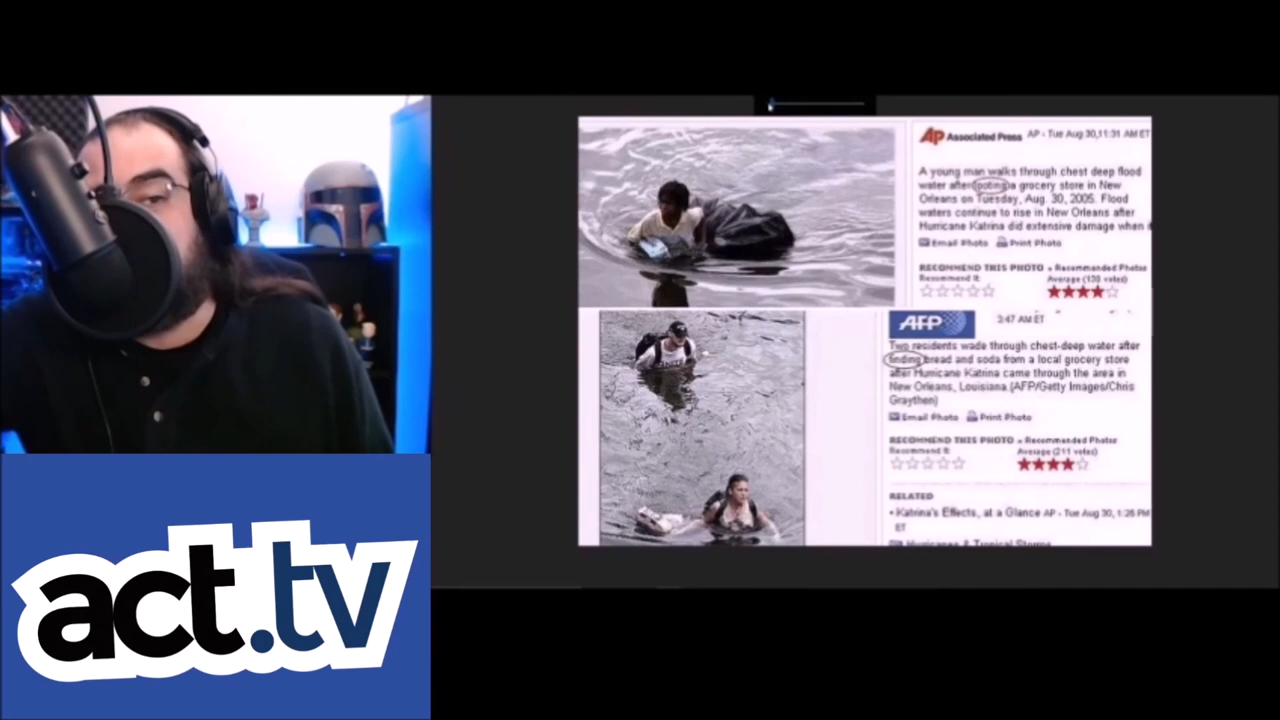 AP Associated Press AP - Tue Aug 30, 11:31 AM ET
A young man walks through chest deep flood
water after looting a grocery store in New
Orleans on Tuesday, Aug. 30, 2005. Flood
waters continue to rise in New Orleans after
Hurricane Katrina did extensive damage when
Email Photo Print Photo
RECOMMEND THIS PHOTO » Recommended Photos
Recommend It: Average (138 votes)
AFP 3:47 AM ET
Two residents wade through chest-deep water after
finding bread and soda from a local grocery store
after Hurricane Katrina came through the area in
New Orleans, Louisiana.(AFP/Getty Images/Chris
Graythen)
Email Photo Print Photo
RECOMMEND THIS PHOTO » Recommended Photos
Recommend It: Average (211 votes)
RELATED
• Katrina's Effects, at a Glance AP - Tue Aug 30, 1:25 PM
ET
Hurricanes & Tropical Storms
act.tv